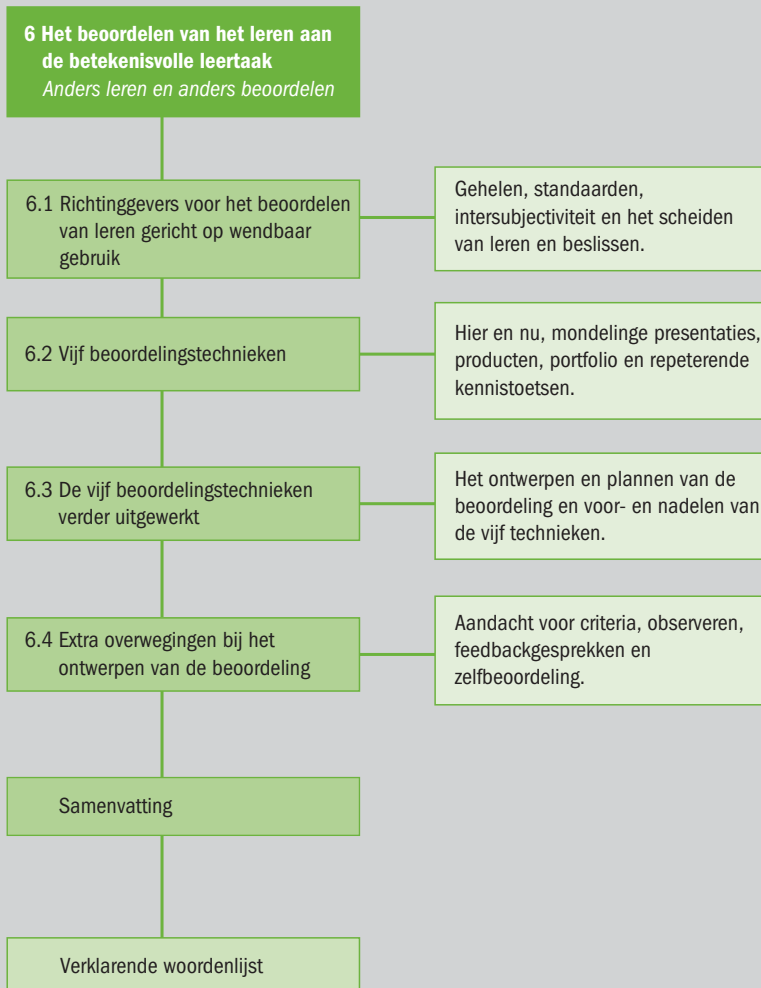 6 Het beoordelen van het leren aan
de betekenisvolle leertaak
Anders leren en anders beoordelen
6.1 Richtinggevers voor het beoordelen
van leren gericht op wendbaar
gebruik
Gehelen, standaarden,
intersubjectiviteit en het scheiden
van leren en beslissen.
6.2 Vijf beoordelingstechnieken
Hier en nu, mondelinge presentaties,
producten, portfolio en repeterende
kennistoetsen.
6.3 De vijf beoordelingstechnieken
verder uitgewerkt
Het ontwerpen en plannen van de
beoordeling en voor- en nadelen van
de vijf technieken.
6.4 Extra overwegingen bij het
ontwerpen van de beoordeling
Aandacht voor criteria, observeren,
feedbackgesprekken en
zelfbeoordeling.
Samenvatting
Verklarende woordenlijst